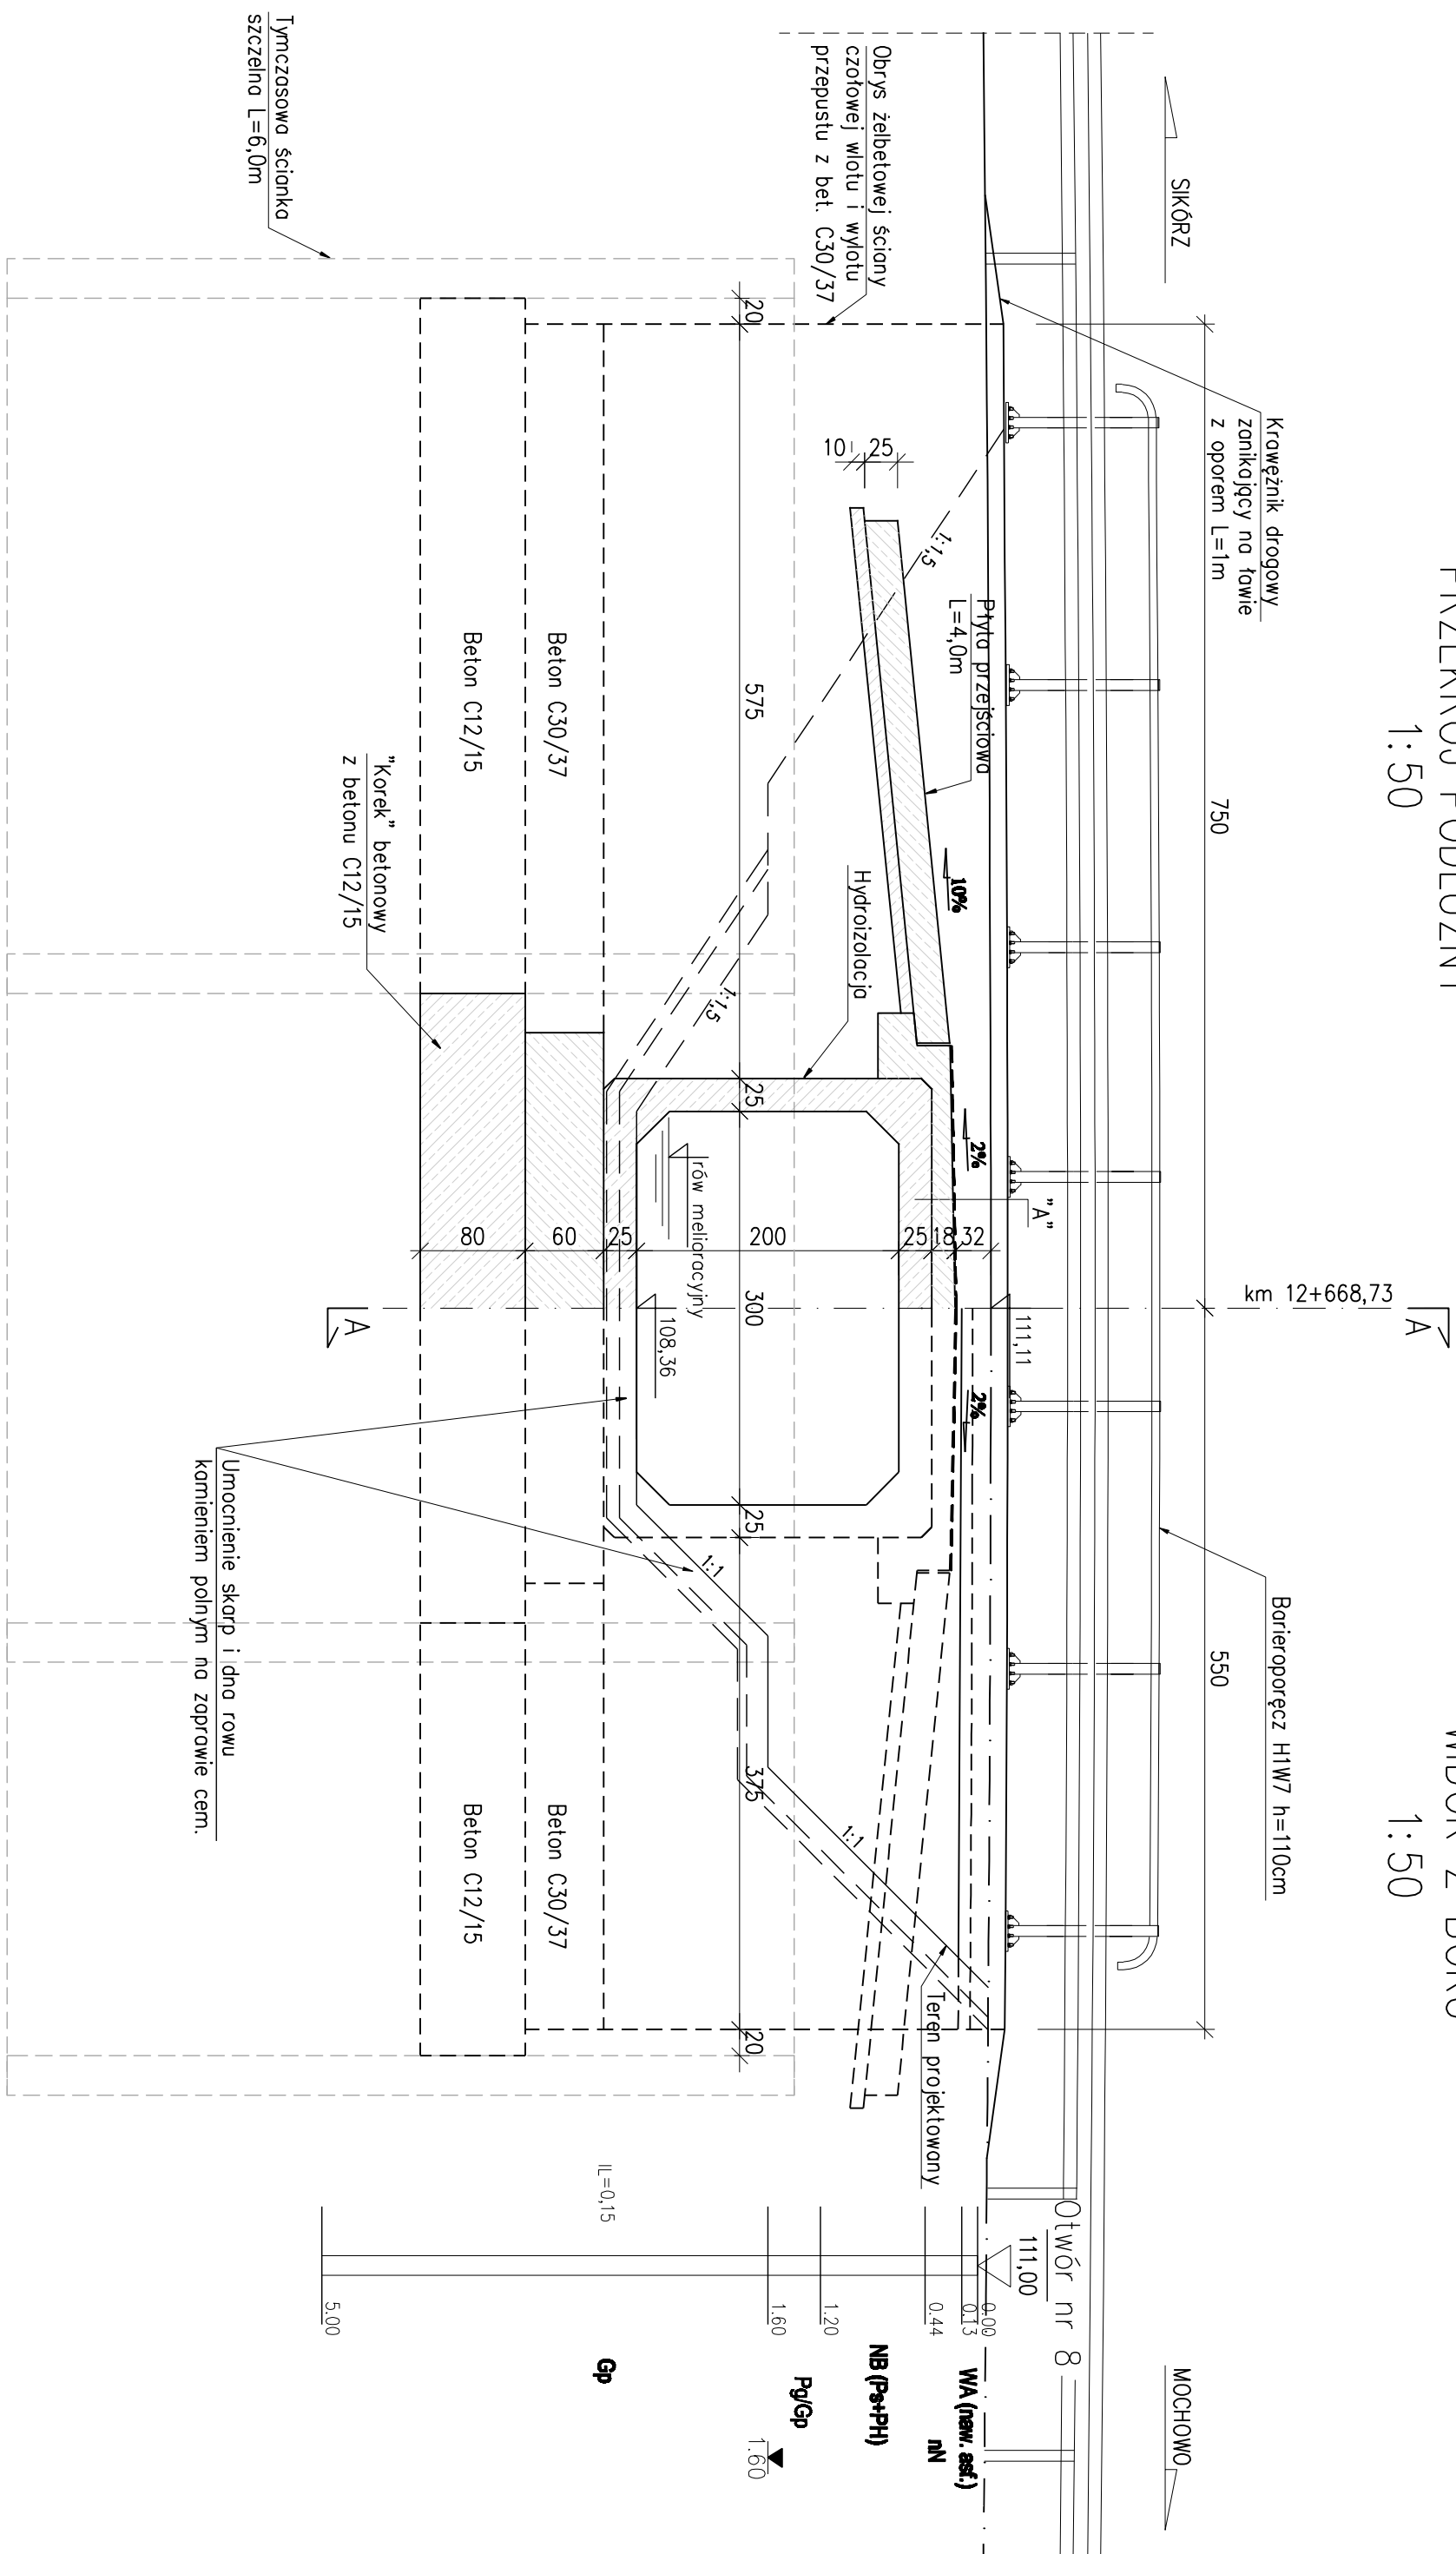 PRZEKRÓJ PODŁUŻNY
1:50
WIDOK Z BOKU
1:50
SIKÓRZ
MOCHOWO
km 12+668,73
A
Krawężnik drogowy
zanikający na ławie
z oporem L=1m
Barieroporęcz H1W7 h=110cm
750
550
Obrys żelbetowej ściany
czołowej wlotu i wylotu
przepustu z bet. C30/37
Płyta przejściowa
L=4,0m
10
25
1:1,5
10%
2%
2%
"A"
111,11
Hydroizolacja
1:1,5
rów melioracyjny
108,36
20
575
25
300
25
375
20
80
60
25
200
25
18
32
1:1
1:1
Teren projektowany
Beton C30/37
Beton C12/15
Beton C30/37
Beton C12/15
"Korek" betonowy
z betonu C12/15
A
Umocnienie skarp i dna rowu
kamieniem polnym na zaprawie cem.
Tymczasowa ścianka
szczelna L=6,0m
Otwór nr 8
111,00
0.00
0.13
0.44
1.20
1.60
5.00
WA (naw. asf.)
nN
NB (Ps+PH)
Pg/Gp
1.60
Gp
IL=0,15